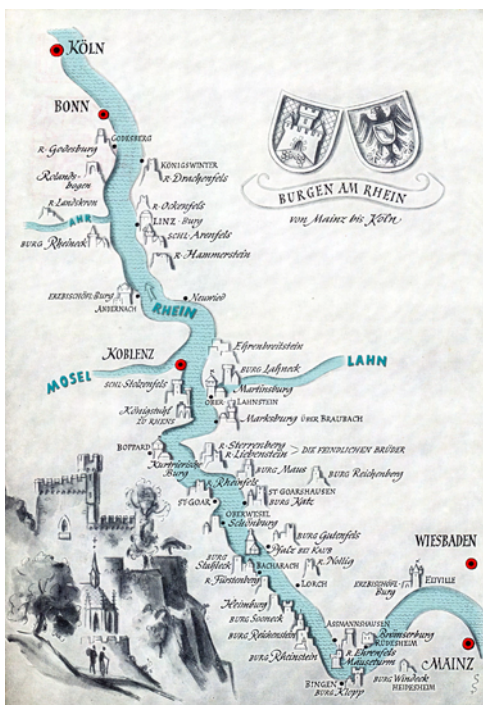 KÖLN
BONN
GODESBERG
R. Godesburg
KÖNIGSWINTER
R. Drachenfels
Rolands-
bogen
BURGEN AM RHEIN
von Mainz bis Köln
R. Landskron
R. Ockenfels
AHR
LINZ - Burg
SCHL. Arenfels
BURG Rheineck
R. Hammerstein
ERZBISCHÖFL. Burg
ANDERNACH
Neuwied
RHEIN
Ehrenbreitstein
KOBLENZ
LAHN
BURG Lahneck
MOSEL
SCHL. Stolzenfels
Martinsburg
OBER - LAHNSTEIN
Königstuhl
ZU RHENS
Marksburg ÜBER BRAUBACH
BOPPARD
R. Sterrenberg
R. Liebenstein
DIE FEINDLICHEN BRÜDER
Kurtrierische
Burg
BURG Maus
BURG Reichenberg
R. Rheinfels
ST. GOAR
ST. GOARSHAUSEN
BURG Katz
OBERWESEL
Schönburg
BURG Gutenfels
Pfalz BEI KAUB
WIESBADEN
BURG
Stahleck
BACHARACH
R. Nollig
R. Fürstenberg
LORCH
ERZBISCHÖFL.
Burg
ELTVILLE
Heimburg
BURG Sooneck
ASSMANNSHAUSEN
BURG Reichenstein
Brömserburg
RÜDESHEIM
BURG Rheinstein
R. Ehrenfels
Mäuseturm
MAINZ
BINGEN
BURG Klopp
BURG Windeck
HEIDESHEIM